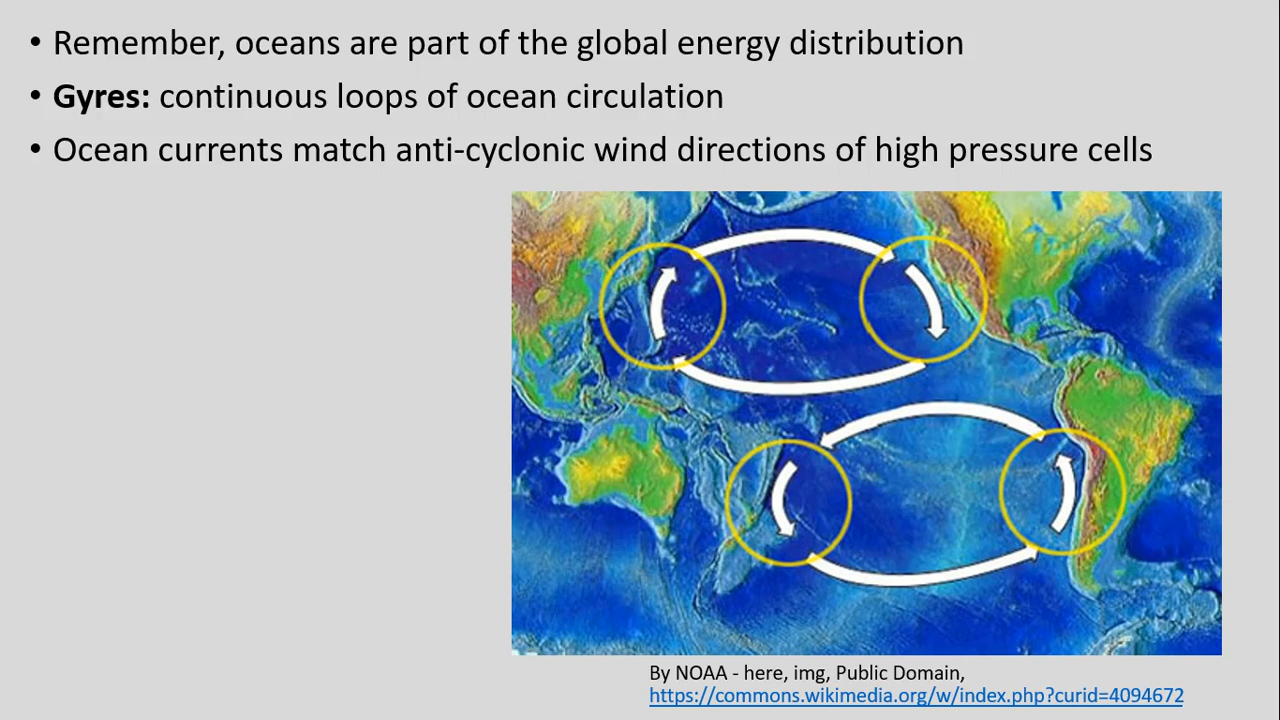 • Remember, oceans are part of the global energy distribution
• Gyres: continuous loops of ocean circulation
• Ocean currents match anti-cyclonic wind directions of high pressure cells
By NOAA - here, img, Public Domain,
https://commons.wikimedia.org/w/index.php?curid=4094672